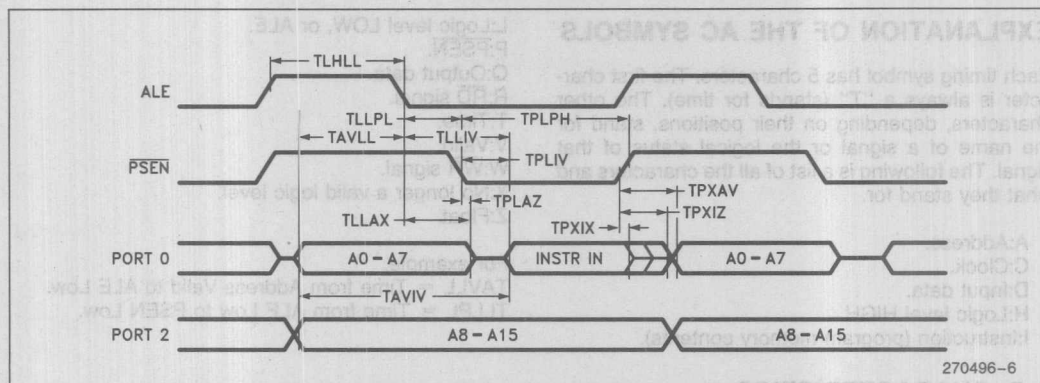 EXPLANATION OF THE AC SYMBOLS
Each timing symbol has 5 characters. The first char-
acter is always a "T" (stands for time). The other
characters, depending on their positions, stand for
the name of a signal or the logical status of that
signal. The following is a list of all the characters and
what they stand for.
A:Address.
C:Clock.
D:Input data.
H:Logic level HIGH.
I:Instruction (program memory contents).
L:Logic level LOW, or ALE.
P:PSEN.
Q:Output data.
R:RD signal.
T:Time.
V:Valid.
W:WR signal.
X:No longer a valid logic level.
Z:Float.
For example,
TAVLL = Time from Address Valid to ALE Low.
TLLPL = Time from ALE Low to PSEN Low.
TLHLL
ALE
TLLPL
TPLPH
TAVLL
TLLIV
PSEN
TPLIV
TPLAZ
TPXAV
TLLAX
TPXIZ
TPXIX
PORT 0
A0–A7
INSTR IN
A0–A7
TAVIV
PORT 2
A8–A15
A8–A15
270496–6